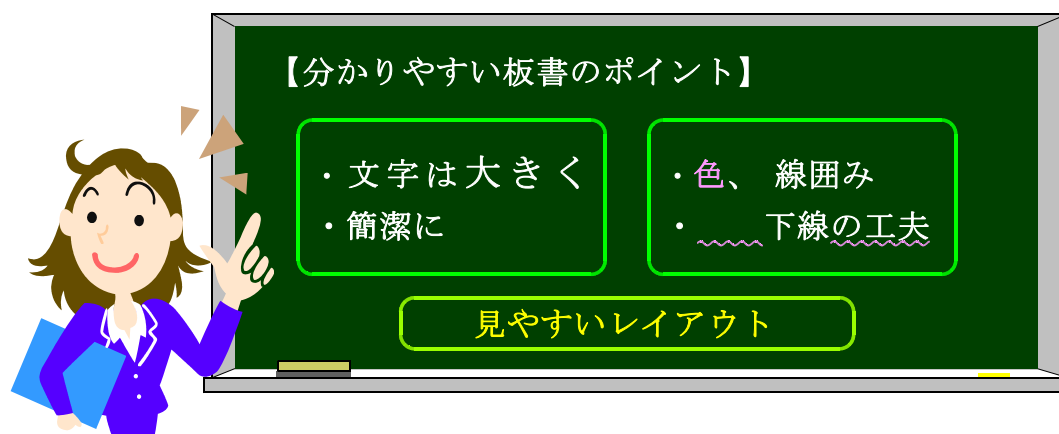 【分かりやすい板書のポイント】
・文字は大きく
・簡潔に
・色、 線囲み
・ 下線の工夫
見やすいレイアウト